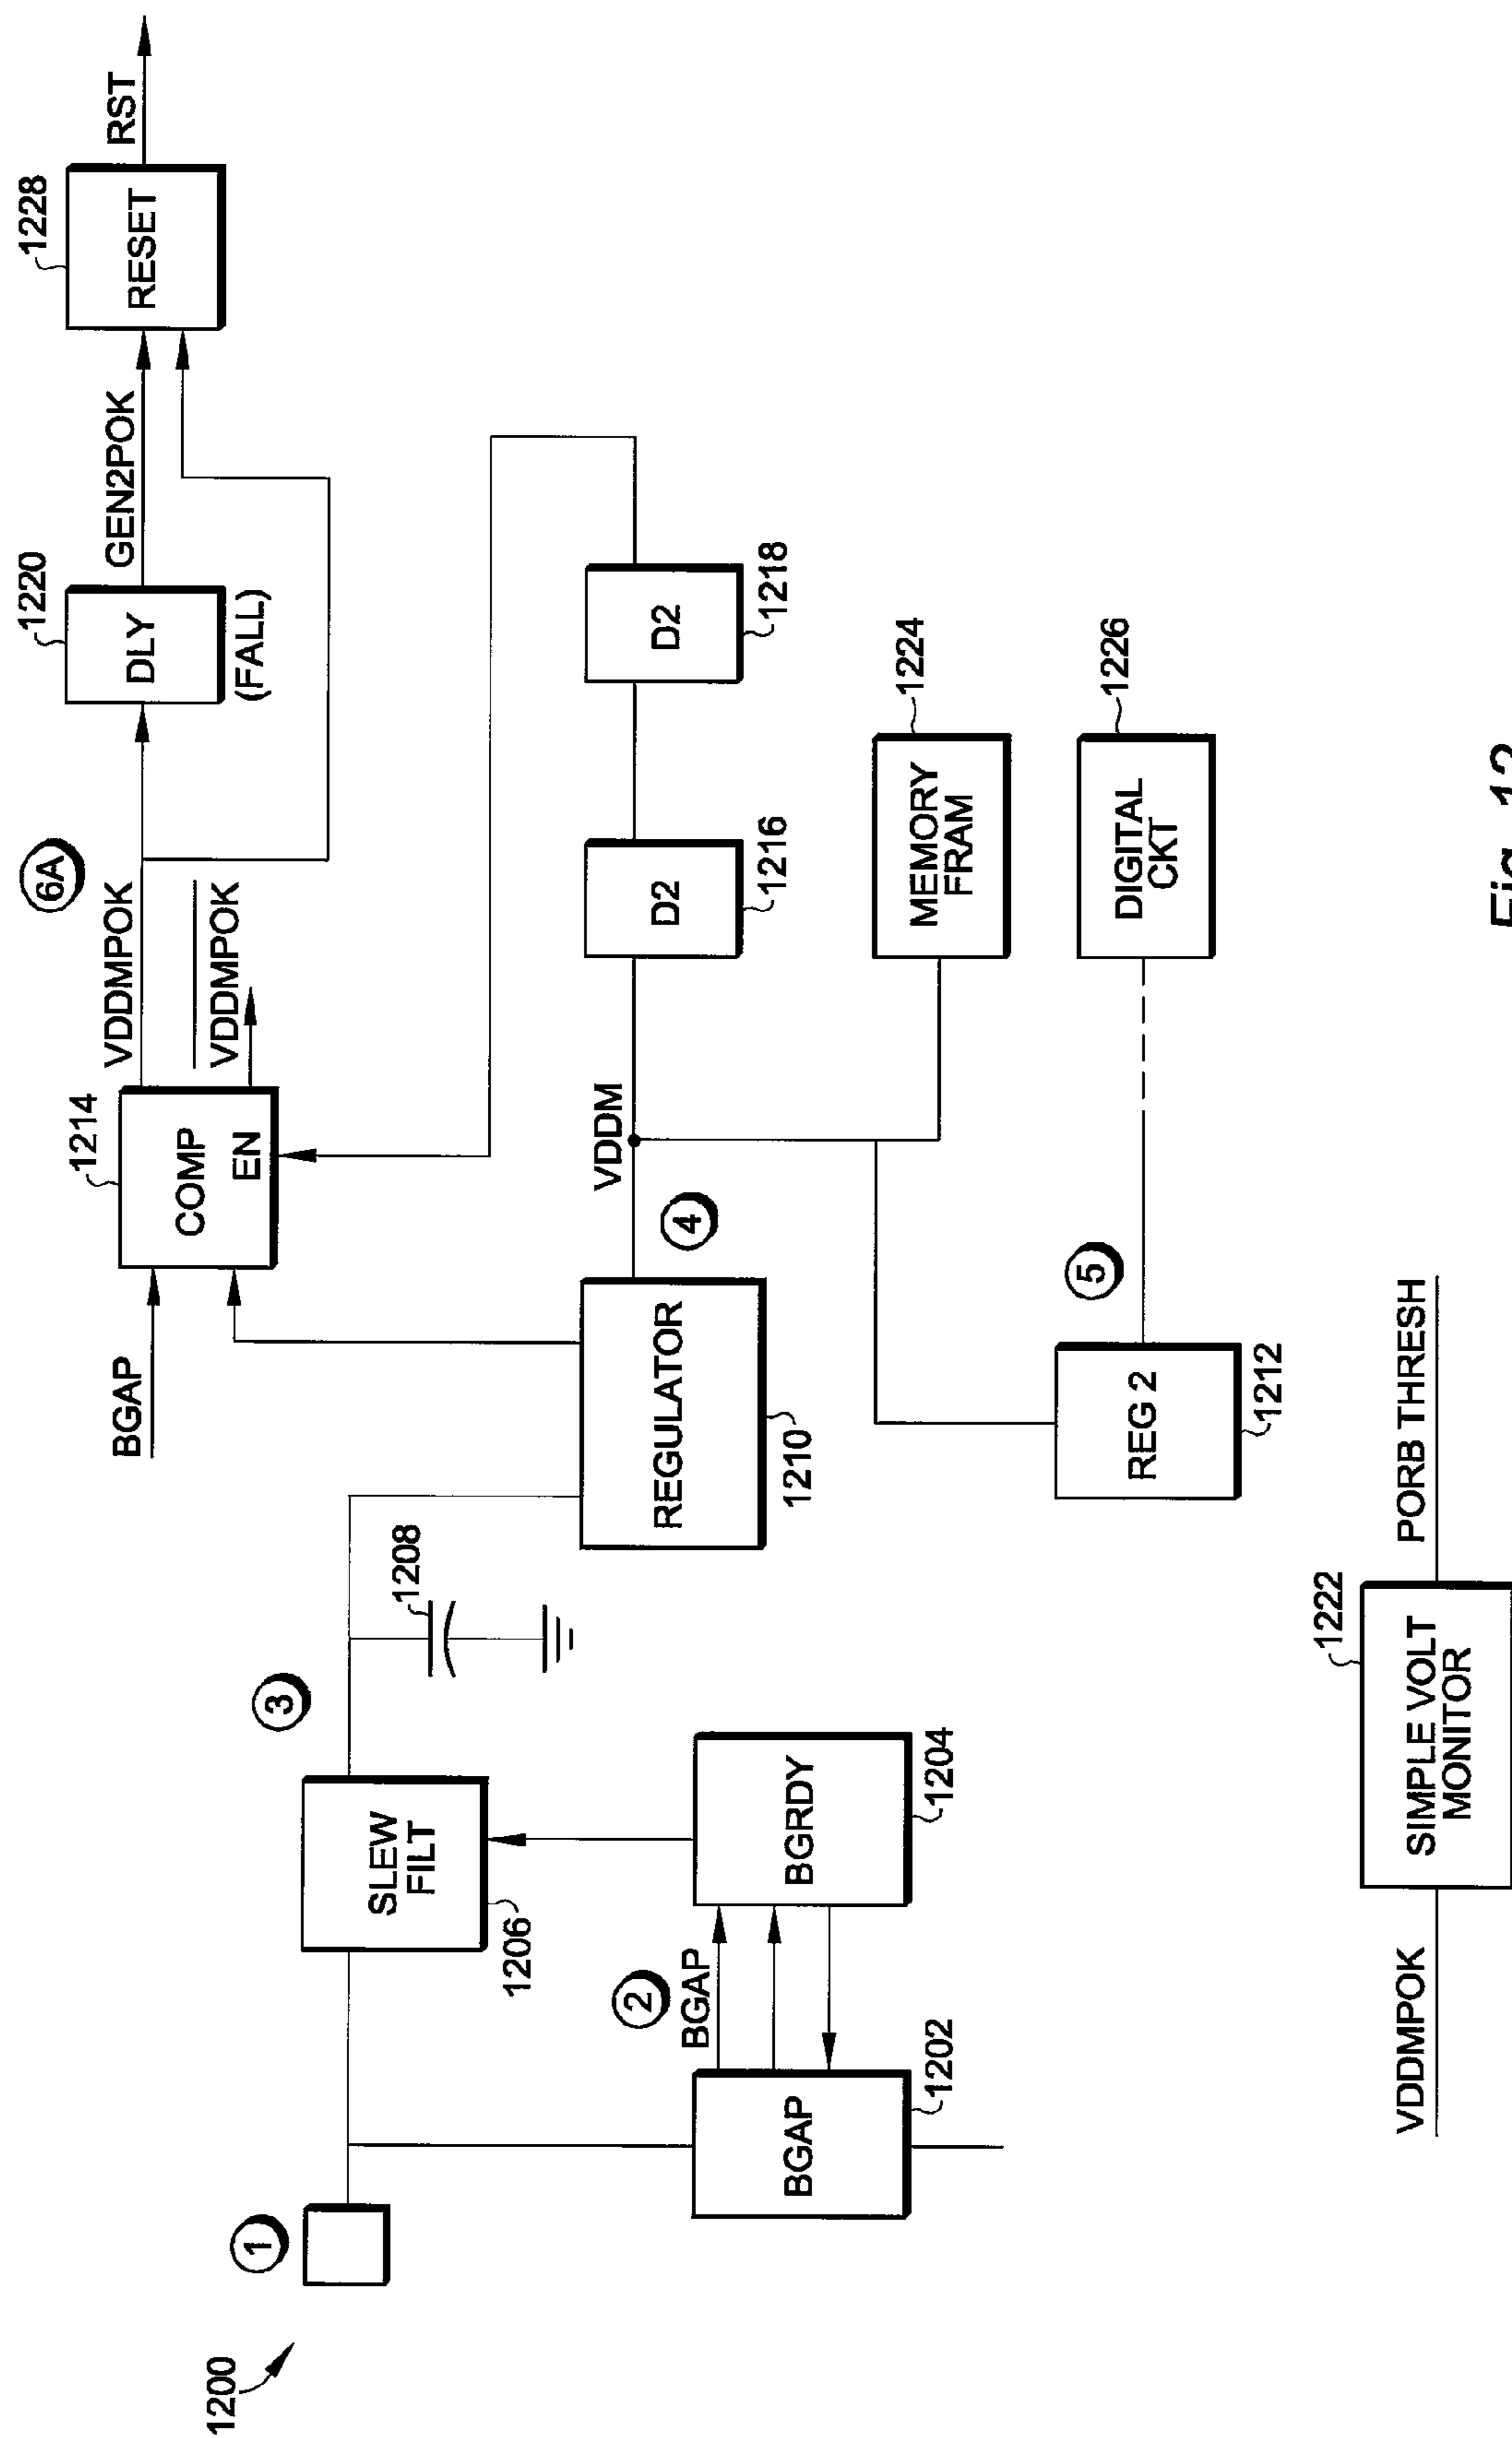 1200
1
SLEW
FILT
1206
2
BGAP
BGAP
1202
BGRDY
1204
3
1208
REGULATOR
1210
4
VDDM
BGAP
COMP
EN
1214
VDDMPOK
VDDMPOK
6A
DLY
(FALL)
1220
GEN2POK
RESET
1228
RST
D2
1216
D2
1218
MEMORY
FRAM
1224
REG 2
1212
5
DIGITAL
CKT
1226
VDDMPOK
SIMPLE VOLT
MONITOR
1222
PORB THRESH